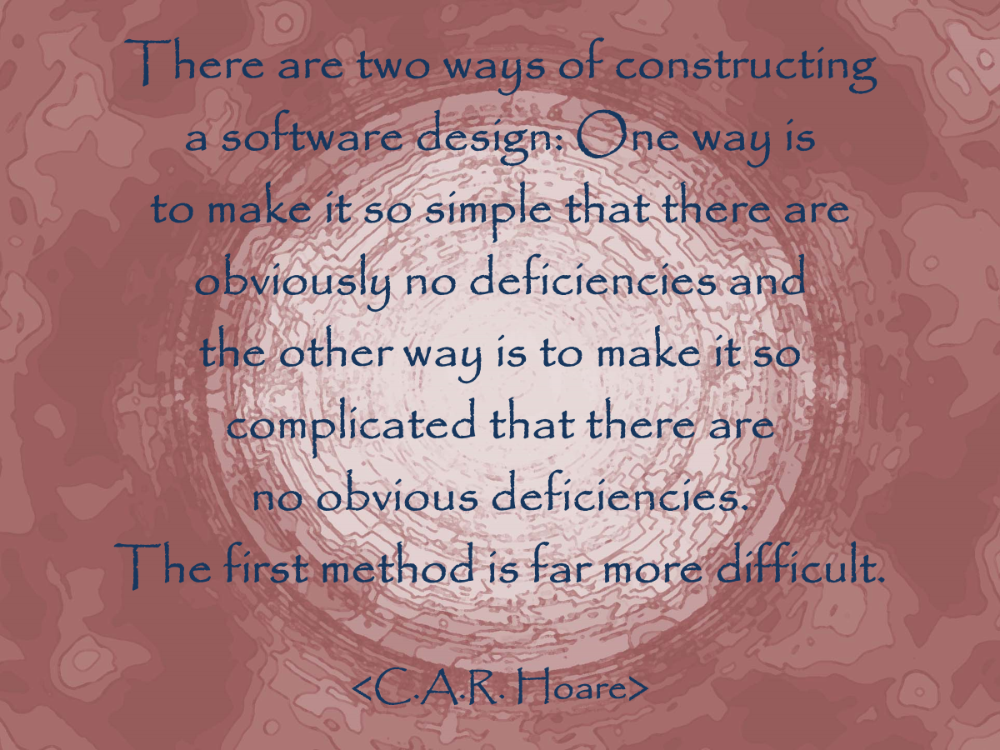 There are two ways of constructing
a software design: One way is
to make it so simple that there are
obviously no deficiencies and
the other way is to make it so
complicated that there are
no obvious deficiencies.
The first method is far more difficult.
<C.A.R. Hoare>